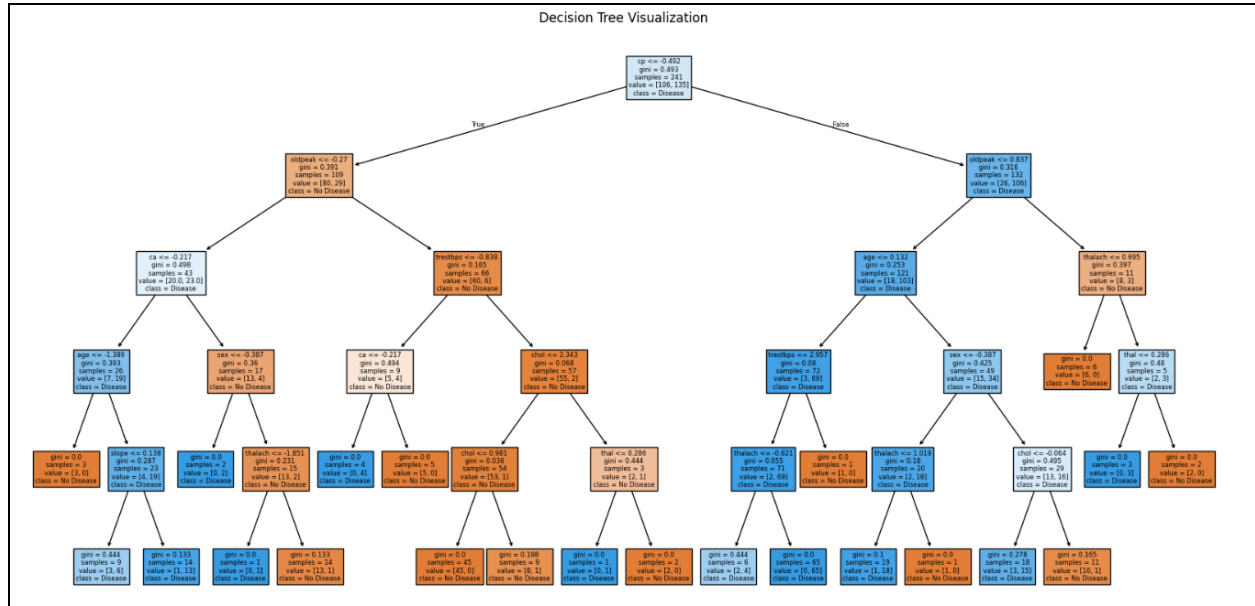 Decision Tree Visualization
cp <= -0.492
gini = 0.493
samples = 241
value = [106, 135]
class = Disease
True
False
oldpeak <= -0.27
gini = 0.391
samples = 109
value = [80, 29]
class = No Disease
oldpeak <= 0.837
gini = 0.316
samples = 132
value = [26, 106]
class = Disease
ca <= -0.217
gini = 0.498
samples = 43
value = [20.0, 23.0]
class = Disease
trestbps <= -0.838
gini = 0.165
samples = 66
value = [60, 6]
class = No Disease
age <= 0.132
gini = 0.253
samples = 121
value = [18, 103]
class = Disease
thalach <= 0.695
gini = 0.397
samples = 11
value = [8, 3]
class = No Disease
age <= -1.389
gini = 0.393
samples = 26
value = [7, 19]
class = Disease
sex <= -0.387
gini = 0.36
samples = 17
value = [13, 4]
class = No Disease
ca <= -0.217
gini = 0.494
samples = 9
value = [5, 4]
class = No Disease
chol <= 2.343
gini = 0.068
samples = 57
value = [55, 2]
class = No Disease
trestbps <= 2.957
gini = 0.08
samples = 72
value = [3, 69]
class = Disease
sex <= -0.387
gini = 0.425
samples = 49
value = [15, 34]
class = Disease
gini = 0.0
samples = 6
value = [6, 0]
class = No Disease
thal <= 0.286
gini = 0.48
samples = 5
value = [2, 3]
class = Disease
gini = 0.0
samples = 3
value = [3, 0]
class = No Disease
slope <= 0.138
gini = 0.287
samples = 23
value = [4, 19]
class = Disease
gini = 0.0
samples = 2
value = [0, 2]
class = Disease
thalach <= -1.851
gini = 0.231
samples = 15
value = [13, 2]
class = No Disease
gini = 0.0
samples = 4
value = [0, 4]
class = Disease
gini = 0.0
samples = 5
value = [5, 0]
class = No Disease
chol <= 0.981
gini = 0.036
samples = 54
value = [53, 1]
class = No Disease
thal <= 0.286
gini = 0.444
samples = 3
value = [2, 1]
class = No Disease
thalach <= -0.621
gini = 0.055
samples = 71
value = [2, 69]
class = Disease
gini = 0.0
samples = 1
value = [1, 0]
class = No Disease
thalach <= 1.019
gini = 0.18
samples = 20
value = [2, 18]
class = Disease
chol <= -0.064
gini = 0.495
samples = 29
value = [13, 16]
class = Disease
gini = 0.0
samples = 3
value = [0, 3]
class = Disease
gini = 0.0
samples = 2
value = [2, 0]
class = No Disease
gini = 0.444
samples = 9
value = [3, 6]
class = Disease
gini = 0.133
samples = 14
value = [1, 13]
class = Disease
gini = 0.0
samples = 1
value = [0, 1]
class = Disease
gini = 0.133
samples = 14
value = [13, 1]
class = No Disease
gini = 0.0
samples = 45
value = [45, 0]
class = No Disease
gini = 0.198
samples = 9
value = [8, 1]
class = No Disease
gini = 0.0
samples = 1
value = [0, 1]
class = Disease
gini = 0.0
samples = 2
value = [2, 0]
class = No Disease
gini = 0.444
samples = 6
value = [2, 4]
class = Disease
gini = 0.0
samples = 65
value = [0, 65]
class = Disease
gini = 0.1
samples = 19
value = [1, 18]
class = Disease
gini = 0.0
samples = 1
value = [1, 0]
class = No Disease
gini = 0.278
samples = 18
value = [3, 15]
class = Disease
gini = 0.165
samples = 11
value = [10, 1]
class = No Disease